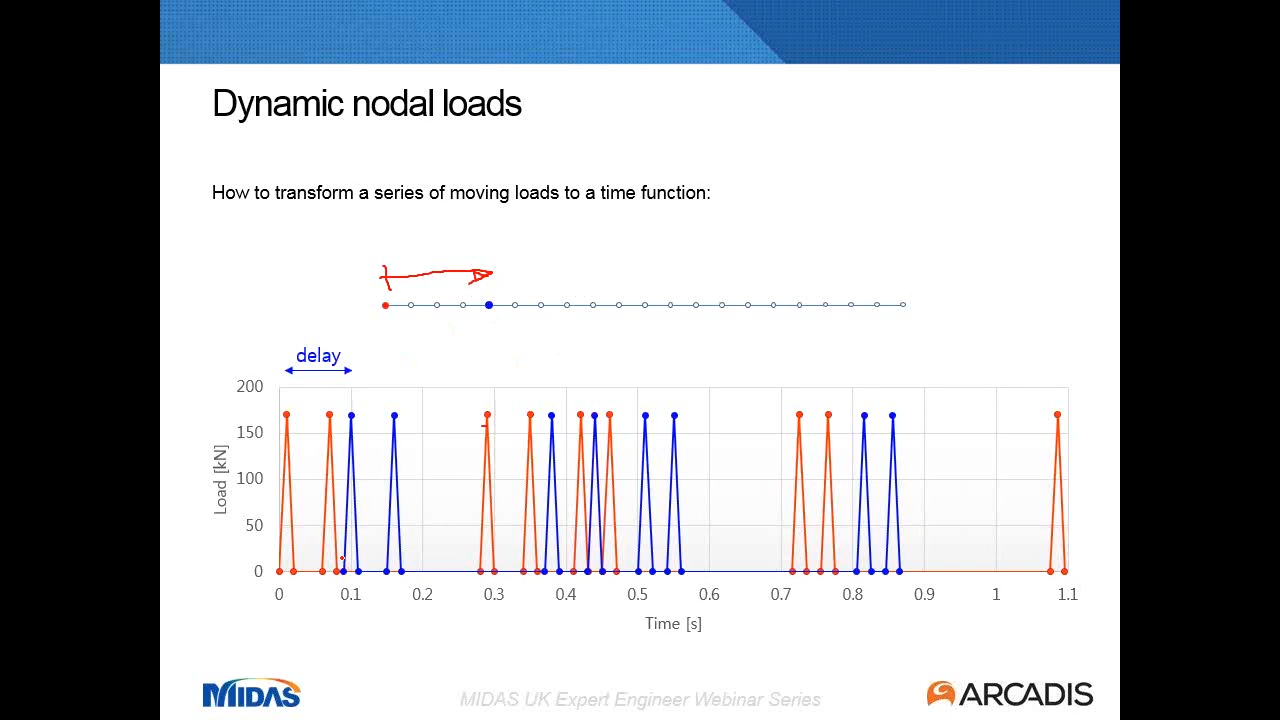 Dynamic nodal loads
How to transform a series of moving loads to a time function:
delay
200
150
100
50
0
Load [kN]
0 0.1 0.2 0.3 0.4 0.5 0.6 0.7 0.8 0.9 1 1.1
Time [s]
MIDAS
MIDAS UK Expert Engineer Webinar Series
ARCADIS